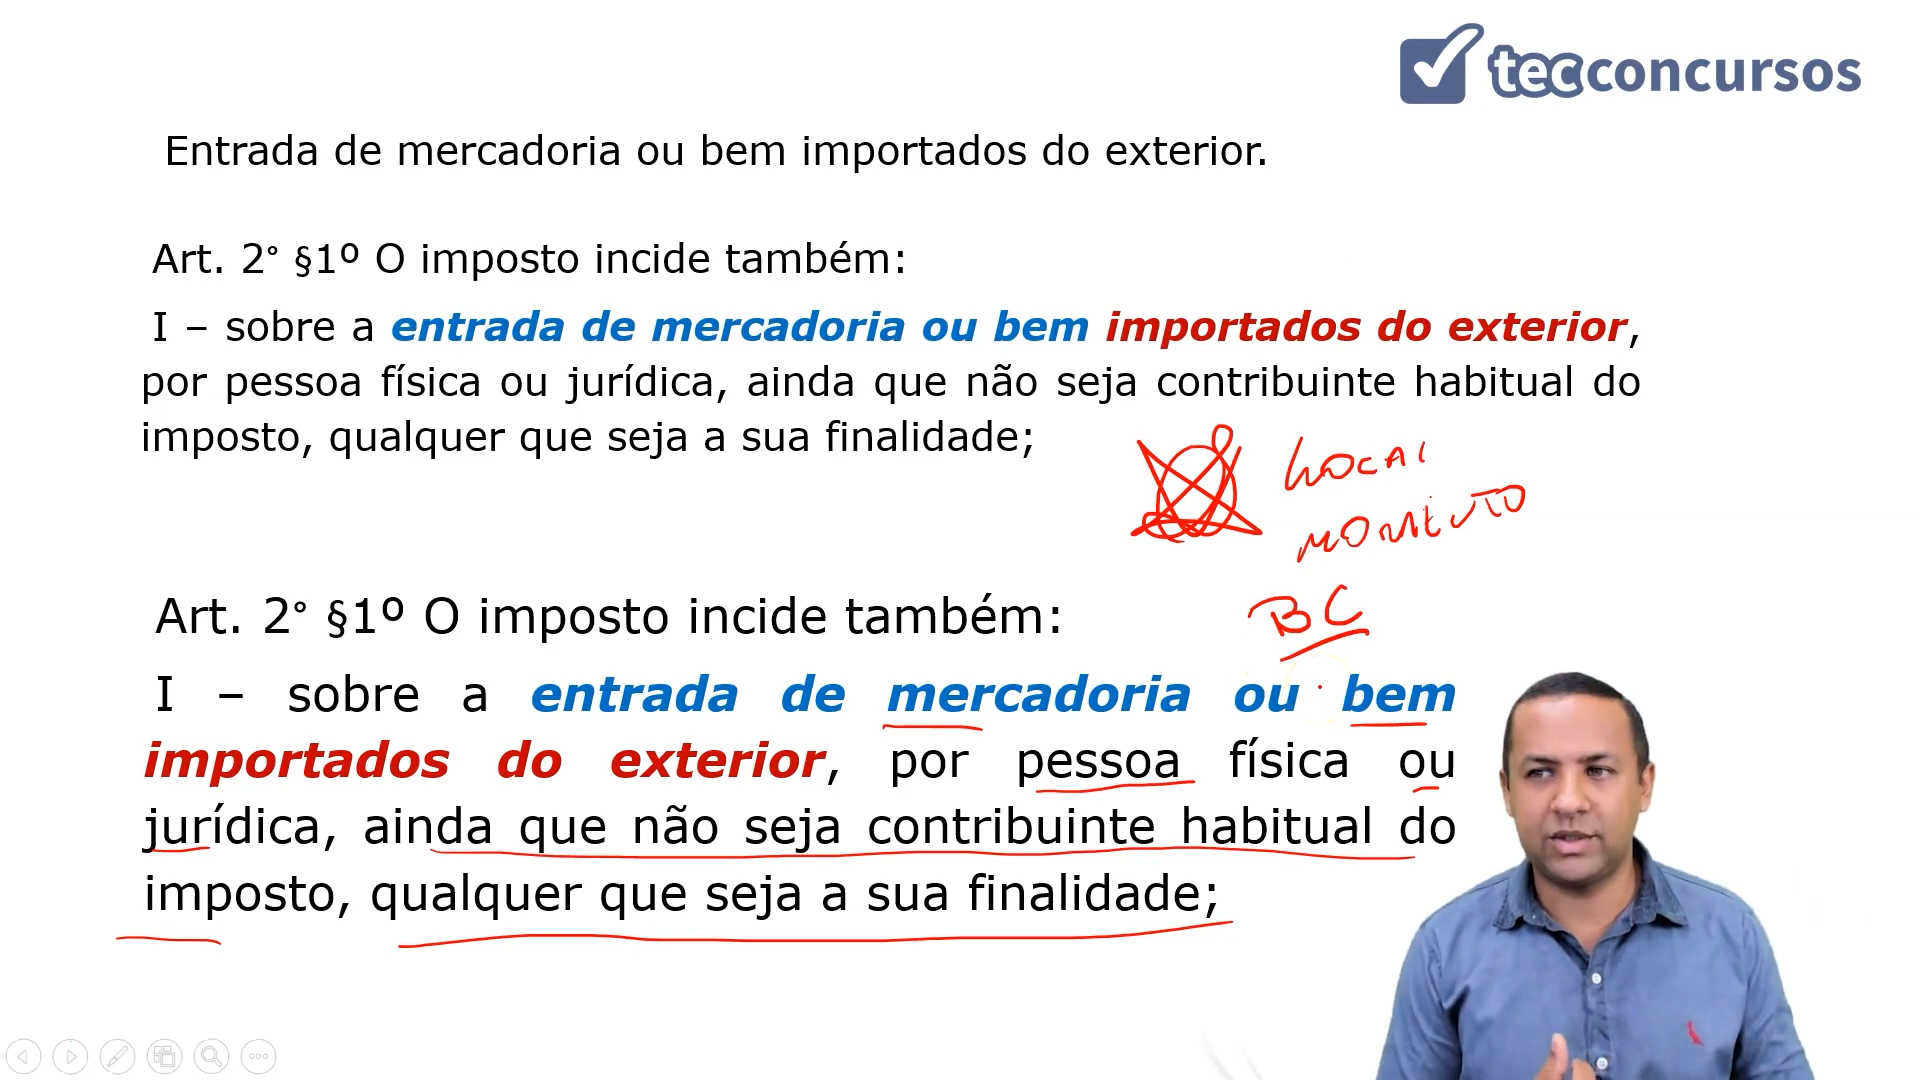 tecconcursos
Entrada de mercadoria ou bem importados do exterior.
Art. 2° §1º O imposto incide também:
I – sobre a entrada de mercadoria ou bem importados do exterior,
por pessoa física ou jurídica, ainda que não seja contribuinte habitual do
imposto, qualquer que seja a sua finalidade;
LOCAL
MOMENTO
BC
Art. 2° §1º O imposto incide também:
I – sobre a entrada de mercadoria ou bem
importados do exterior, por pessoa física ou
jurídica, ainda que não seja contribuinte habitual do
imposto, qualquer que seja a sua finalidade;